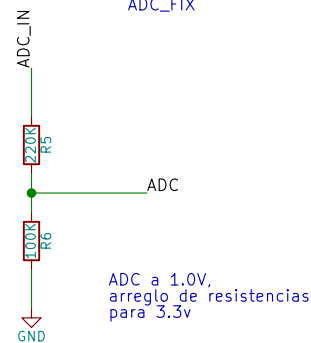 ADC_FIX
ADC_IN
220K
R5
ADC
100K
R6
ADC a 1.0V,
arreglo de resistencias
para 3.3v
GND